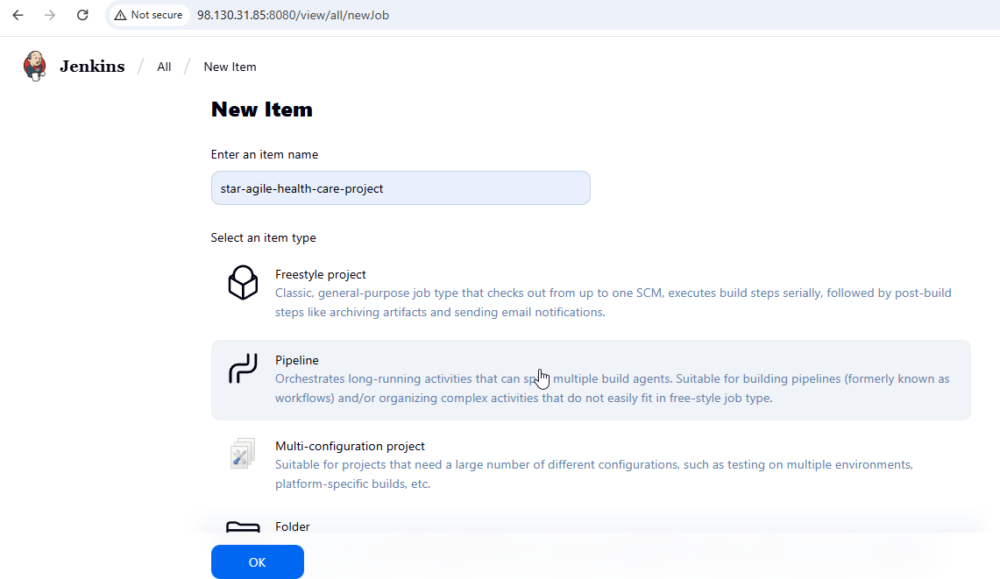 Not secure 98.130.31.85:8080/view/all/newJob
Jenkins / All / New Item
New Item
Enter an item name
star-agile-health-care-project
Select an item type
Freestyle project
Classic, general-purpose job type that checks out from up to one SCM, executes build steps serially, followed by post-build
steps like archiving artifacts and sending email notifications.
Pipeline
Orchestrates long-running activities that can span multiple build agents. Suitable for building pipelines (formerly known as
workflows) and/or organizing complex activities that do not easily fit in free-style job type.
Multi-configuration project
Suitable for projects that need a large number of different configurations, such as testing on multiple environments,
platform-specific builds, etc.
Folder
OK